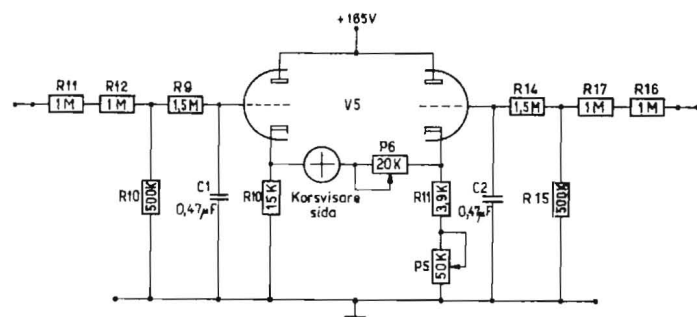 +165V
R11
1M
R12
1M
R9
1,5M
V5
R14
1,5M
R17
1M
R16
1M
P6
20K
R10
500K
C1
0,47µF
R10
15K
Korsvisare
sida
R11
3,9K
C2
0,47µF
R15
500K
P5
50K